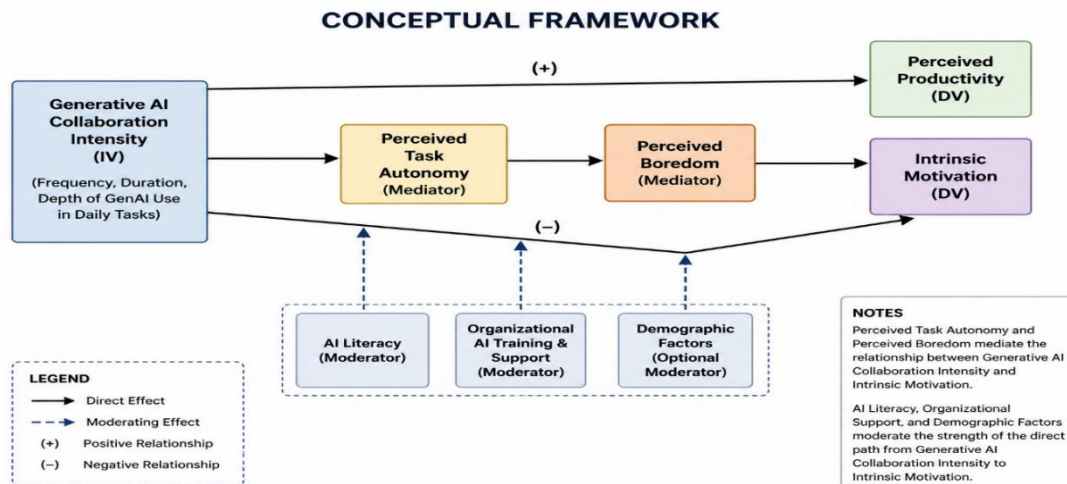 CONCEPTUAL FRAMEWORK
Generative AI
Collaboration
Intensity
(IV)
(Frequency, Duration,
Depth of GenAI Use
in Daily Tasks)
(+)
Perceived
Productivity
(DV)
Perceived
Task
Autonomy
(Mediator)
Perceived
Boredom
(Mediator)
Intrinsic
Motivation
(DV)
(−)
AI Literacy
(Moderator)
Organizational
AI Training &
Support
(Moderator)
Demographic
Factors
(Optional
Moderator)
LEGEND
Direct Effect
Moderating Effect
(+) Positive Relationship
(−) Negative Relationship
NOTES
Perceived Task Autonomy and
Perceived Boredom mediate the
relationship between Generative AI
Collaboration Intensity and
Intrinsic Motivation.
AI Literacy, Organizational
Support, and Demographic Factors
moderate the strength of the direct
path from Generative AI
Collaboration Intensity to
Intrinsic Motivation.